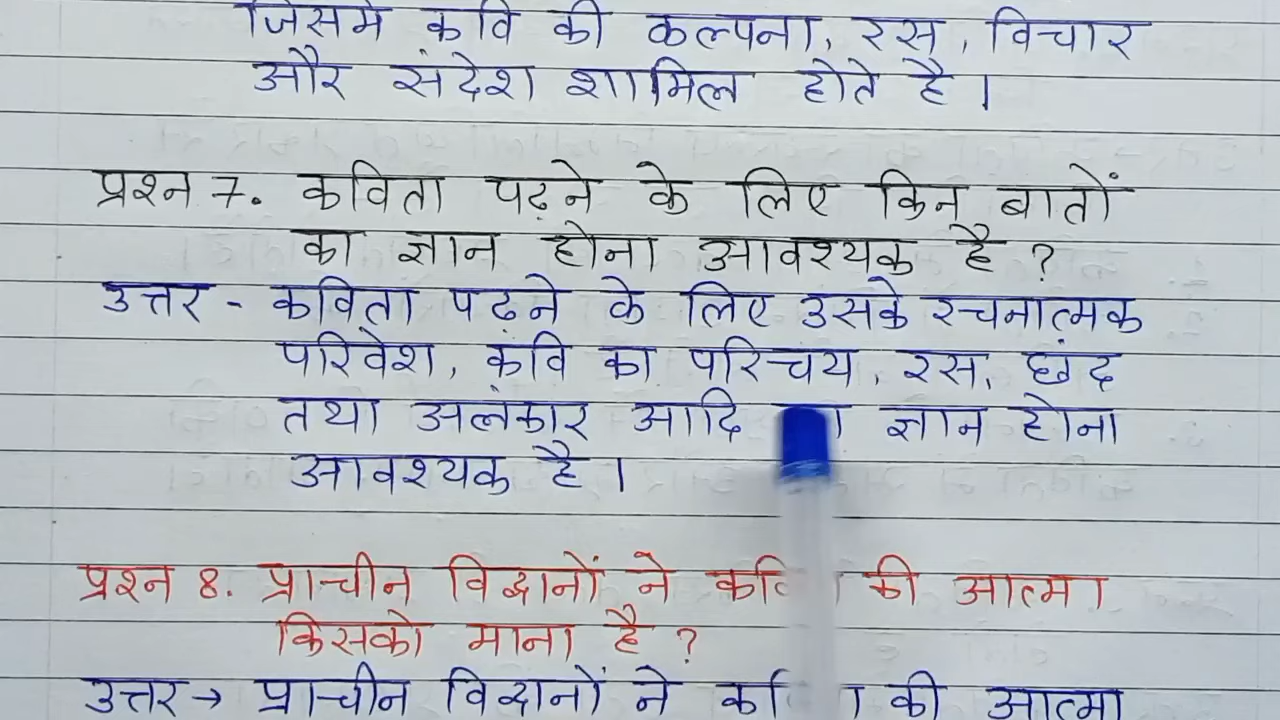 जिसमे कवि की कल्पना, रस, विचार
और संदेश शामिल होते है।
प्रश्न 7. कविता पढ़ने के लिए किन बातों
का ज्ञान होना आवश्यक है ?
उत्तर - कविता पढ़ने के लिए उसके रचनात्मक
परिवेश, कवि का परिचय, रस, छंद
तथा अलंकार आदि ज्ञान होना
आवश्यक है।
प्रश्न 8. प्राचीन विद्वानों ने की आत्मा
किसको माना है ?
उत्तर → प्राचीन विद्वानों ने की आत्मा